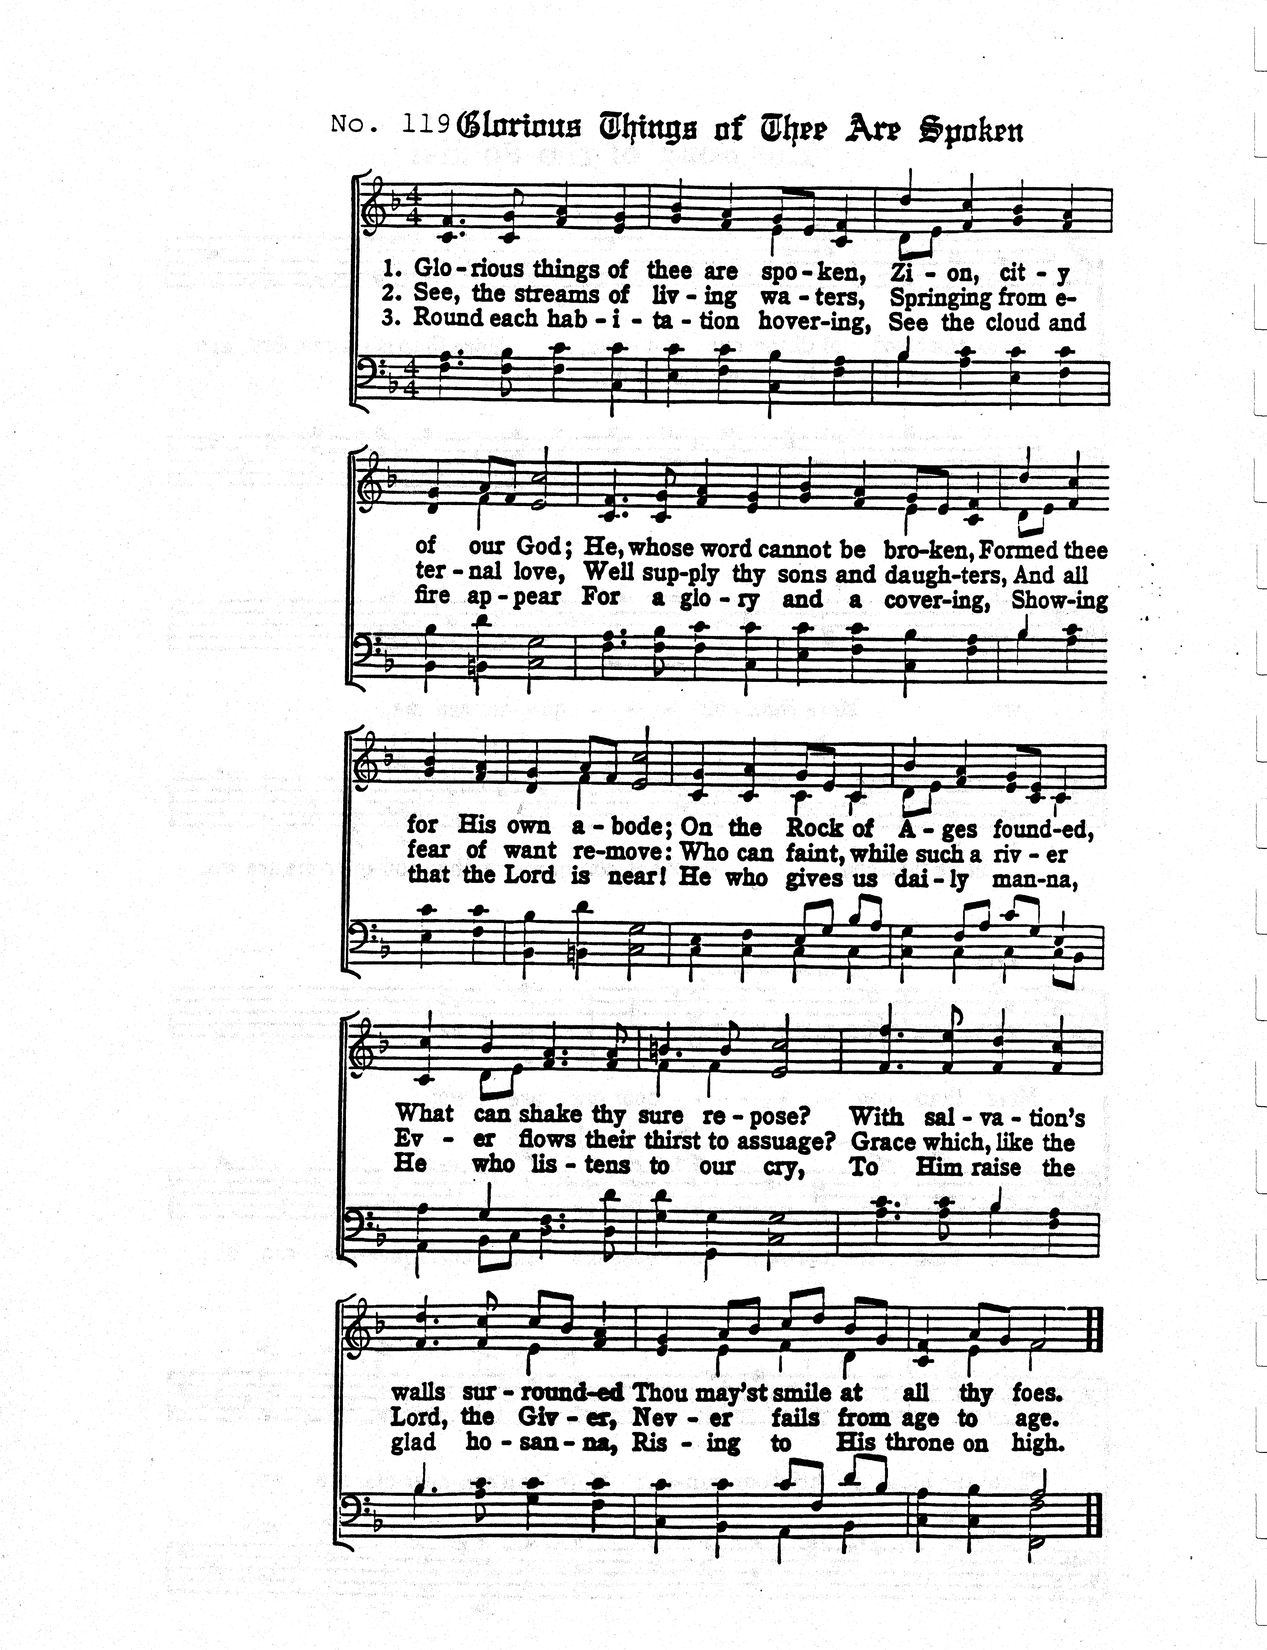 No. 119 Glorious Things of Thee Are Spoken
1. Glo-rious things of thee are spo-ken, Zi-on, cit-y
2. See, the streams of liv-ing wa-ters, Springing from e-
3. Round each hab-i-ta-tion hover-ing, See the cloud and
of our God; He, whose word cannot be bro-ken, Formed thee
ter-nal love, Well sup-ply thy sons and daugh-ters, And all
fire ap-pear For a glo-ry and a cover-ing, Show-ing
for His own a-bode; On the Rock of A-ges found-ed,
fear of want re-move: Who can faint, while such a riv-er
that the Lord is near! He who gives us dai-ly man-na,
What can shake thy sure re-pose? With sal-va-tion's
Ev-er flows their thirst to assuage? Grace which, like the
He who lis-tens to our cry, To Him raise the
walls sur-round-ed Thou may'st smile at all thy foes.
Lord, the Giv-er, Nev-er fails from age to age.
glad ho-san-na, Ris-ing to His throne on high.